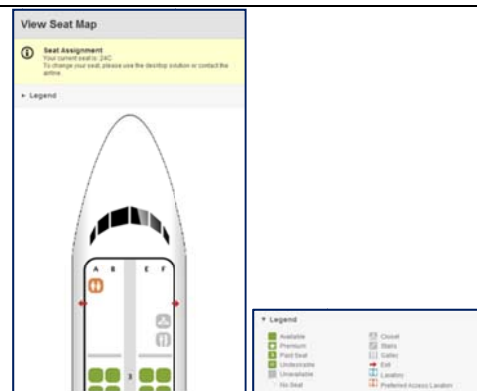 View Seat Map
Seat Assignment
Your current seat is: 24C.
To change your seat, please use the desktop solution or contact the
airline.
▸ Legend
A B E F
3
▾ Legend
Available
Premium
Paid Seat
Undesirable
Unavailable
No Seat
Closet
Stairs
Galley
Exit
Lavatory
Preferred Access Lavatory